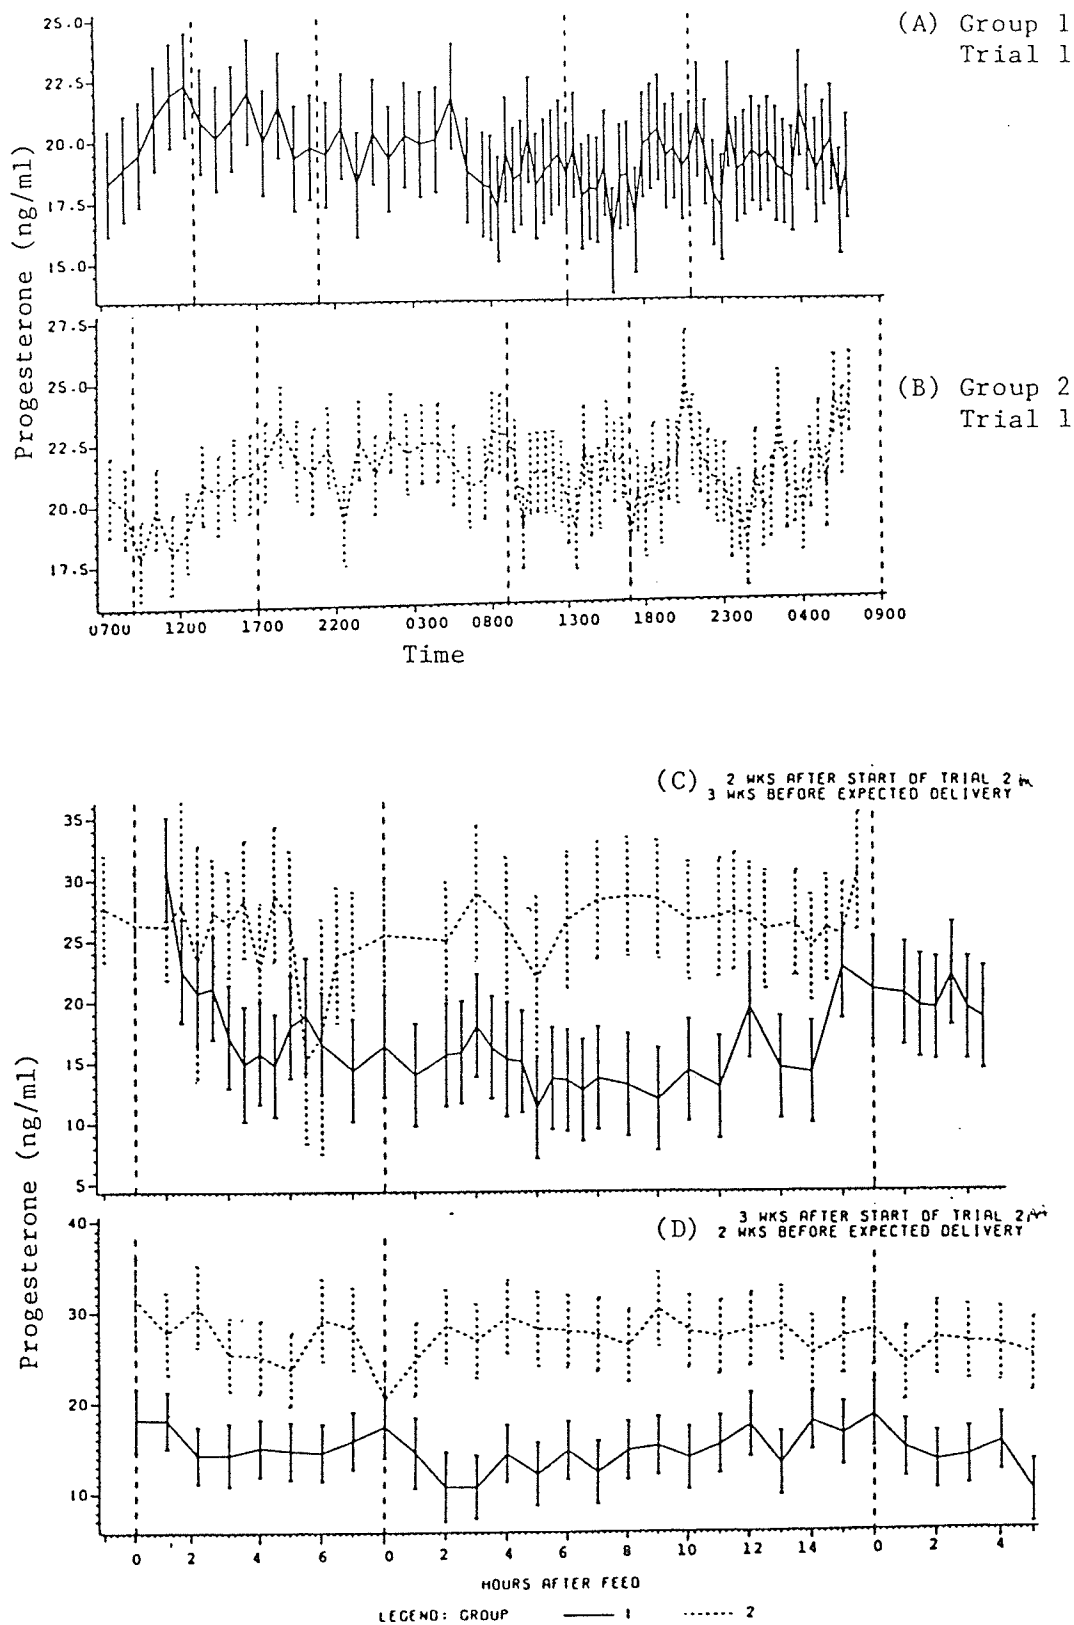 (A) Group 1
Trial 1
25.0
22.5
20.0
17.5
15.0
Progesterone (ng/ml)
27.5
25.0
22.5
20.0
17.5
(B) Group 2
Trial 1
0700 1200 1700 2200 0300 0800 1300 1800 2300 0400 0900
Time
(C) 2 WKS AFTER START OF TRIAL 2
3 WKS BEFORE EXPECTED DELIVERY
35
30
25
20
15
10
5
Progesterone (ng/ml)
(D) 3 WKS AFTER START OF TRIAL 2
2 WKS BEFORE EXPECTED DELIVERY
40
30
20
10
0 2 4 6 0 2 4 6 8 10 12 14 0 2 4
HOURS AFTER FEED
LEGEND: GROUP 1 2